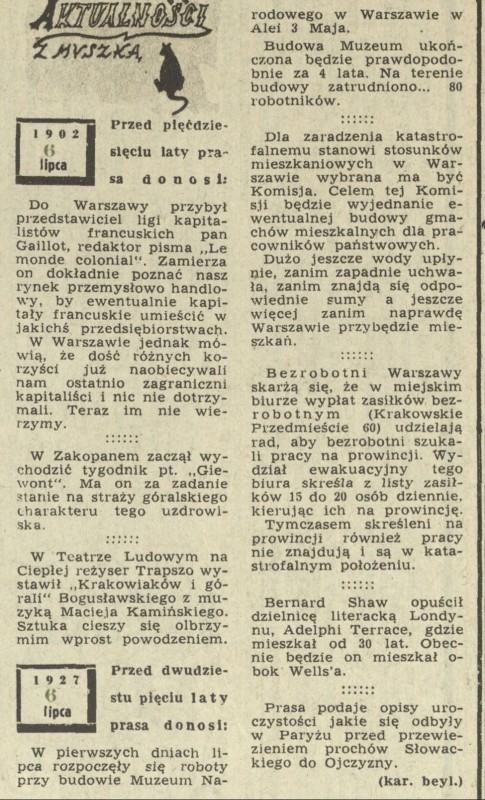 AKTUALNOŚCI
Z MUSZKĄ
1902
6
lipca
Przed pięćdzie-
sięciu laty pra-
sa donosi:
Do Warszawy przybył
przedstawiciel ligi kapita-
listów francuskich pan
Gaillot, redaktor pisma „Le
monde colonial". Zamierza
on dokładnie poznać nasz
rynek przemysłowo handlo-
wy, by ewentualnie kapi-
tały francuskie umieścić w
jakichś przedsiębiorstwach.
W Warszawie jednak mó-
wią, że dość różnych ko-
rzyści już naobiecywali
nam ostatnio zagraniczni
kapitaliści i nic nie dotrzy-
mali. Teraz im nie wie-
rzymy.
::::::
W Zakopanem zaczął wy-
chodzić tygodnik pt. „Gie-
wont". Ma on za zadanie
stanie na straży góralskiego
charakteru tego uzdrowi-
ska.
::::::
W Teatrze Ludowym na
Ciepłej reżyser Trapszo wy-
stawił „Krakowiaków i gó-
rali" Bogusławskiego z mu-
zyką Macieja Kamińskiego.
Sztuka cieszy się olbrzy-
mim wprost powodzeniem.
1927
6
lipca
Przed dwudzie-
stu pięciu laty
prasa donosi:
W pierwszych dniach li-
pca rozpoczęły się roboty
przy budowie Muzeum Na-
rodowego w Warszawie w
Alei 3 Maja.
Budowa Muzeum ukoń-
czona będzie prawdopodo-
bnie za 4 lata. Na terenie
budowy zatrudniono... 80
robotników.
::::::
Dla zaradzenia katastro-
falnemu stanowi stosunków
mieszkaniowych w War-
szawie wybrana ma być
Komisja. Celem tej Komi-
sji będzie wyjednanie e-
wentualnej budowy gma-
chów mieszkalnych dla pra-
cowników państwowych.
Dużo jeszcze wody upły-
nie, zanim zapadnie uchwa-
ła, zanim znajdą się odpo-
wiednie sumy a jeszcze
więcej zanim naprawdę
Warszawie przybędzie mie-
szkań.
::::::
Bezrobotni Warszawy
skarżą się, że w miejskim
biurze wypłat zasiłków bez-
robotnym (Krakowskie
Przedmieście 60) udzielają
rad, aby bezrobotni szuka-
li pracy na prowincji. Wy-
dział ewakuacyjny tego
biura skreśla z listy zasił-
ków 15 do 20 osób dziennie,
kierując ich na prowincję.
Tymczasem skreśleni na
prowincji również pracy
nie znajdują i są w kata-
strofalnym położeniu.
::::::
Bernard Shaw opuścił
dzielnicę literacką Londy-
nu, Adelphi Terrace, gdzie
mieszkał od 30 lat. Obec-
nie będzie on mieszkał o-
bok Wells'a.
::::::
Prasa podaje opisy uro-
czystości jakie się odbyły
w Paryżu przed przewie-
zieniem prochów Słowac-
kiego do Ojczyzny.
(kar. beyl.)